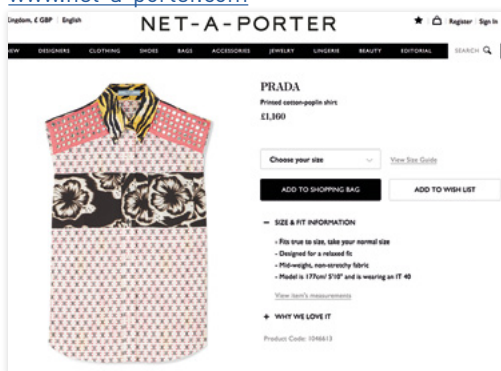 www.net-a-porter.com
Kingdom, £ GBP English
NET-A-PORTER
Register Sign In
NEW DESIGNERS CLOTHING SHOES BAGS ACCESSORIES JEWELRY LINGERIE BEAUTY EDITORIAL SEARCH
PRADA
Printed cotton-poplin shirt
£1,160
Choose your size View Size Guide
ADD TO SHOPPING BAG ADD TO WISH LIST
− SIZE & FIT INFORMATION
- Fits true to size, take your normal size
- Designed for a relaxed fit
- Mid-weight, non-stretchy fabric
- Model is 177cm/ 5'10" and is wearing an IT 40
View item's measurements
+ WHY WE LOVE IT
Product Code: 1046613